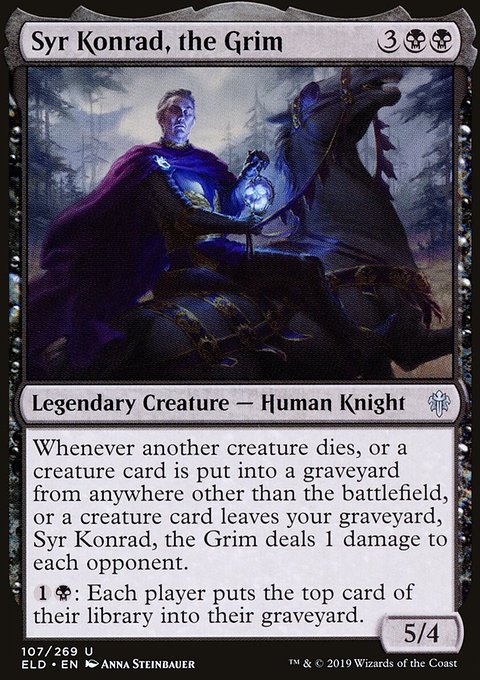 Syr Konrad, the Grim 3
Legendary Creature — Human Knight
Whenever another creature dies, or a
creature card is put into a graveyard
from anywhere other than the battlefield,
or a creature card leaves your graveyard,
Syr Konrad, the Grim deals 1 damage to
each opponent.
1: Each player puts the top card of
their library into their graveyard.
5/4
107/269 U
ELD • EN Anna Steinbauer
™ & © 2019 Wizards of the Coast